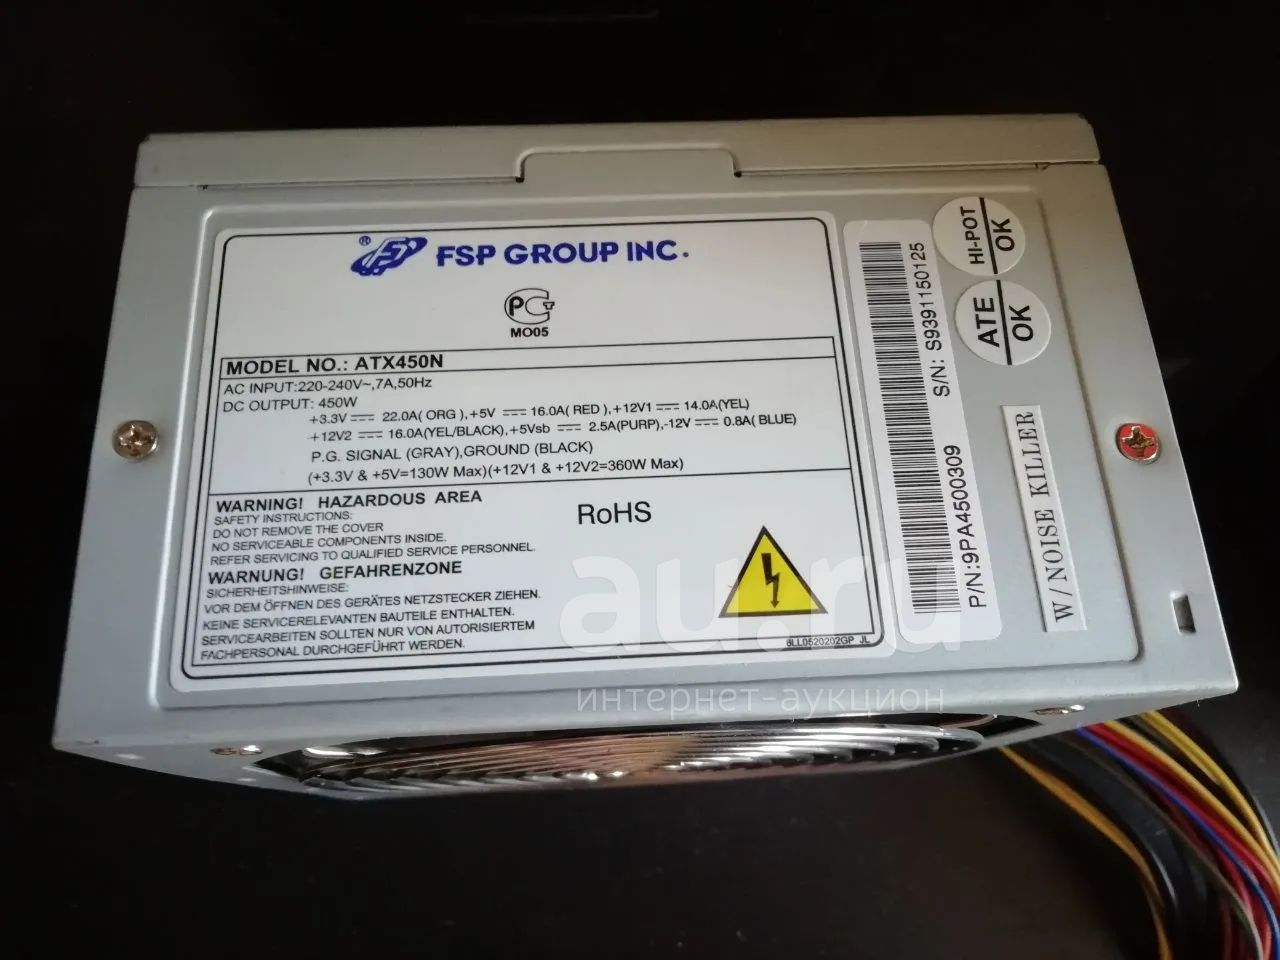 ® FSP GROUP INC.
PG
MO05
MODEL NO.: ATX450N
AC INPUT:220-240V~,7A,50Hz
DC OUTPUT: 450W
+3.3V ⎓ 22.0A( ORG ),+5V ⎓ 16.0A( RED ),+12V1 ⎓ 14.0A(YEL)
+12V2 ⎓ 16.0A(YEL/BLACK),+5Vsb ⎓ 2.5A(PURP),-12V ⎓ 0.8A( BLUE)
P.G. SIGNAL (GRAY),GROUND (BLACK)
(+3.3V & +5V=130W Max)(+12V1 & +12V2=360W Max)
WARNING! HAZARDOUS AREA
SAFETY INSTRUCTIONS:
DO NOT REMOVE THE COVER
NO SERVICEABLE COMPONENTS INSIDE.
REFER SERVICING TO QUALIFIED SERVICE PERSONNEL.
WARNUNG! GEFAHRENZONE
SICHERHEITSHINWEISE:
VOR DEM ÖFFNEN DES GERÄTES NETZSTECKER ZIEHEN.
KEINE SERVICERELEVANTEN BAUTEILE ENTHALTEN.
SERVICEARBEITEN SOLLTEN NUR VON AUTORISIERTEM
FACHPERSONAL DURCHGEFÜHRT WERDEN.
RoHS
6LL0520202GP JL
S/N: S9391150125
P/N:9PA4500309
HI-POT
OK
ATE
OK
W/NOISE KILLER
au.ru
интернет-аукцион